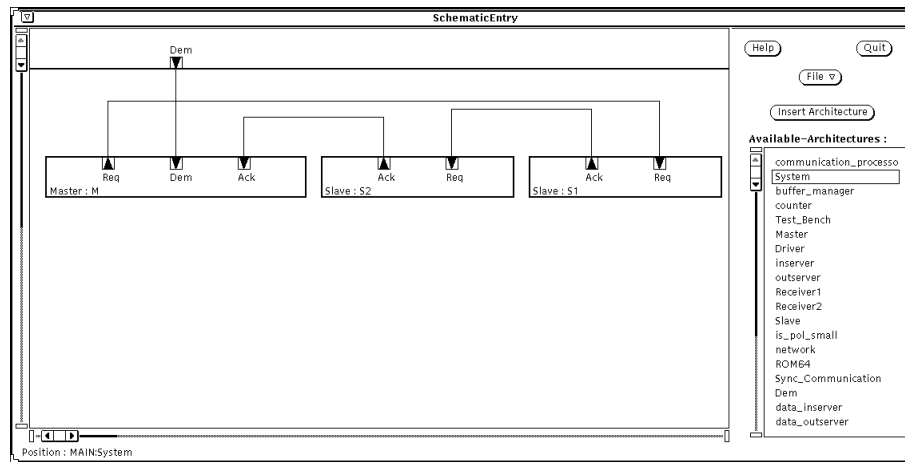 SchematicEntry
Dem
Req
Dem
Ack
Master : M
Ack
Req
Slave : S2
Ack
Req
Slave : S1
Help
Quit
File
Insert Architecture
Available-Architectures :
communication_processo
System
buffer_manager
counter
Test_Bench
Master
Driver
inserver
outserver
Receiver1
Receiver2
Slave
is_pol_small
network
ROM64
Sync_Communication
Dem
data_inserver
data_outserver
Position : MAIN:System